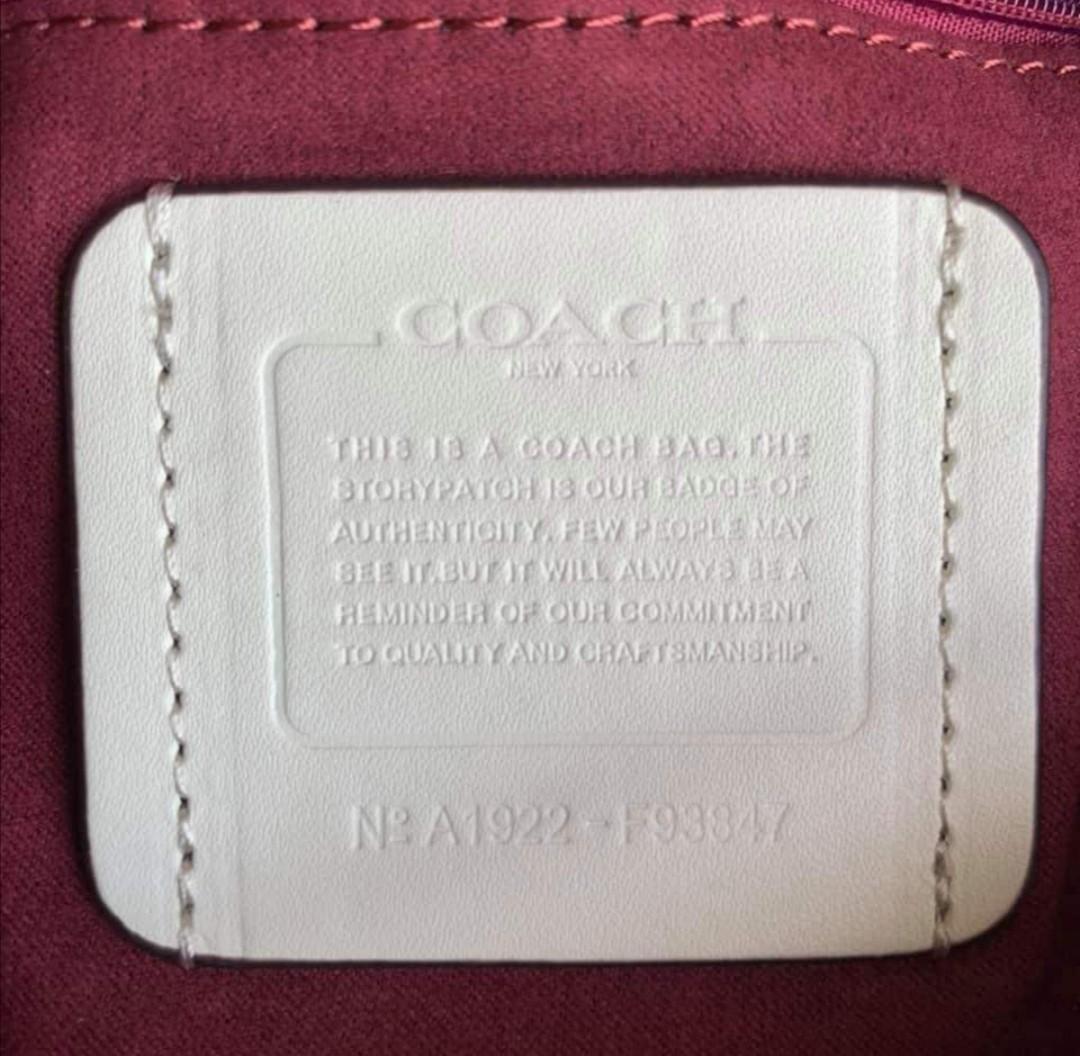 COACH
NEW YORK
THIS IS A COACH BAG. THE
STORYPATCH IS OUR BADGE OF
AUTHENTICITY. FEW PEOPLE MAY
SEE IT.BUT IT WILL ALWAYS BE A
REMINDER OF OUR COMMITMENT
TO QUALITY AND CRAFTSMANSHIP.
Nº A1922-F93847